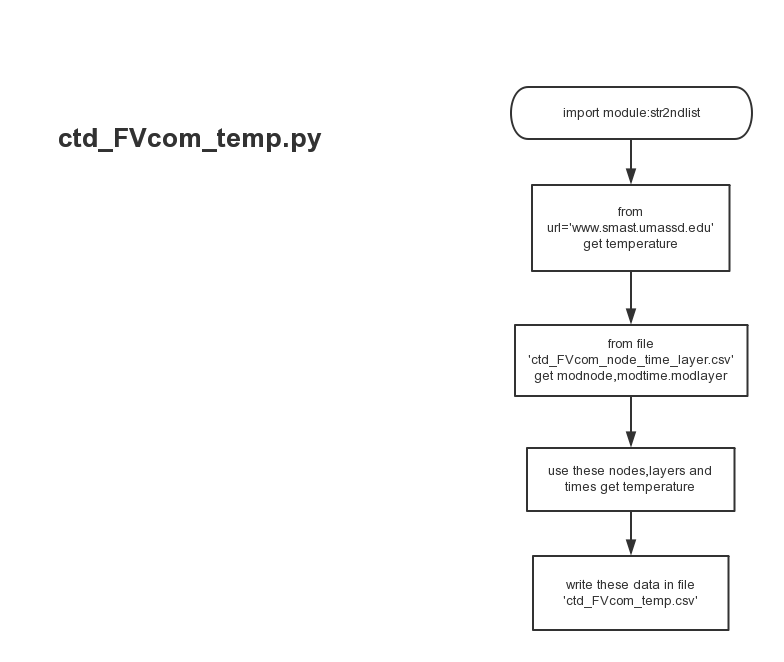 ctd_FVcom_temp.py
import module:str2ndlist
from
url='www.smast.umassd.edu'
get temperature
from file
'ctd_FVcom_node_time_layer.csv'
get modnode,modtime.modlayer
use these nodes,layers and
times get temperature
write these data in file
'ctd_FVcom_temp.csv'